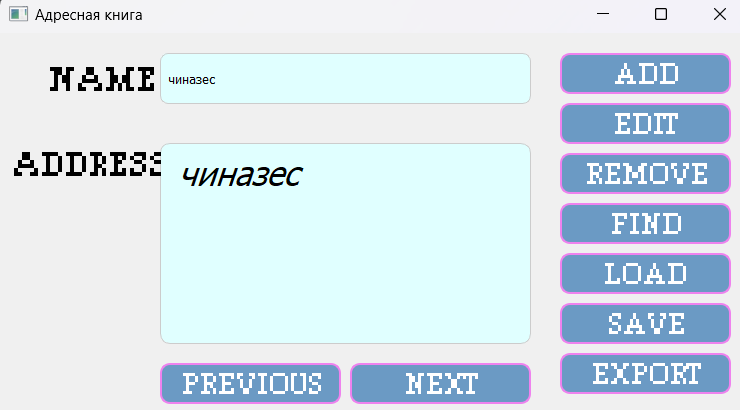 Адресная книга
NAME
чиназес
ADDRESS
чиназес
ADD
EDIT
REMOVE
FIND
LOAD
SAVE
EXPORT
PREVIOUS
NEXT